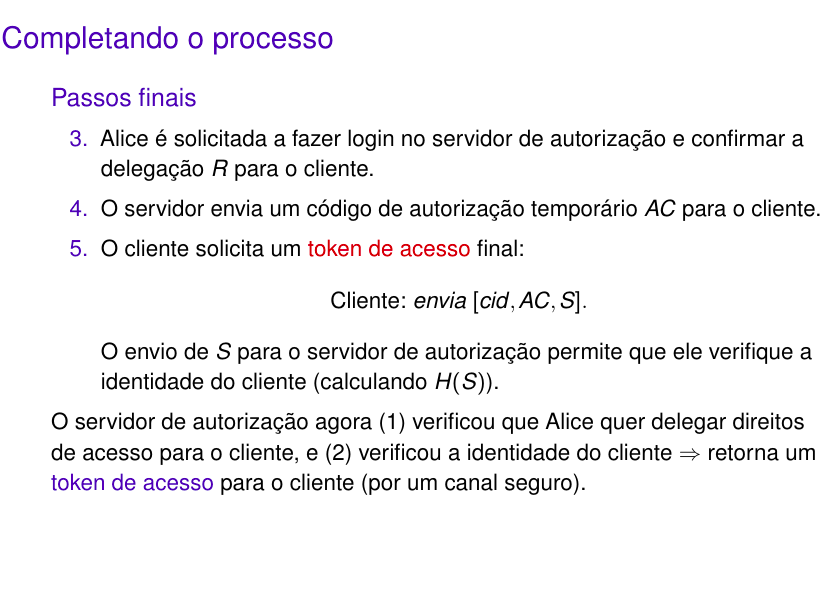 Completando o processo
Passos finais
3. Alice é solicitada a fazer login no servidor de autorização e confirmar a
delegação R para o cliente.
4. O servidor envia um código de autorização temporário AC para o cliente.
5. O cliente solicita um token de acesso final:
Cliente: envia [cid, AC, S].
O envio de S para o servidor de autorização permite que ele verifique a
identidade do cliente (calculando H(S)).
O servidor de autorização agora (1) verificou que Alice quer delegar direitos
de acesso para o cliente, e (2) verificou a identidade do cliente ⇒ retorna um
token de acesso para o cliente (por um canal seguro).